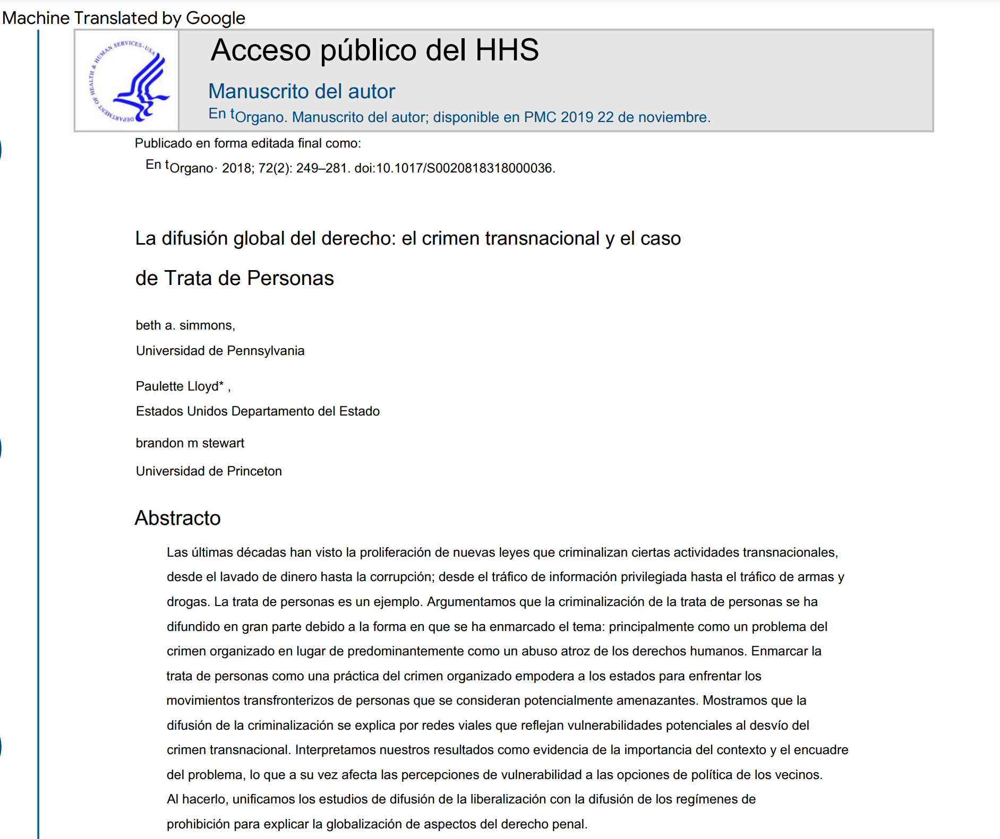 Machine Translated by Google
DEPARTMENT OF HEALTH & HUMAN SERVICES·USA
Acceso público del HHS
Manuscrito del autor
En tOrgano. Manuscrito del autor; disponible en PMC 2019 22 de noviembre.
Publicado en forma editada final como:
En tOrgano· 2018; 72(2): 249–281. doi:10.1017/S0020818318000036.
La difusión global del derecho: el crimen transnacional y el caso
de Trata de Personas
beth a. simmons,
Universidad de Pennsylvania
Paulette Lloyd* ,
Estados Unidos Departamento del Estado
brandon m stewart
Universidad de Princeton
Abstracto
Las últimas décadas han visto la proliferación de nuevas leyes que criminalizan ciertas actividades transnacionales,
desde el lavado de dinero hasta la corrupción; desde el tráfico de información privilegiada hasta el tráfico de armas y
drogas. La trata de personas es un ejemplo. Argumentamos que la criminalización de la trata de personas se ha
difundido en gran parte debido a la forma en que se ha enmarcado el tema: principalmente como un problema del
crimen organizado en lugar de predominantemente como un abuso atroz de los derechos humanos. Enmarcar la
trata de personas como una práctica del crimen organizado empodera a los estados para enfrentar los
movimientos transfronterizos de personas que se consideran potencialmente amenazantes. Mostramos que la
difusión de la criminalización se explica por redes viales que reflejan vulnerabilidades potenciales al desvío del
crimen transnacional. Interpretamos nuestros resultados como evidencia de la importancia del contexto y el encuadre
del problema, lo que a su vez afecta las percepciones de vulnerabilidad a las opciones de política de los vecinos.
Al hacerlo, unificamos los estudios de difusión de la liberalización con la difusión de los regímenes de
prohibición para explicar la globalización de aspectos del derecho penal.